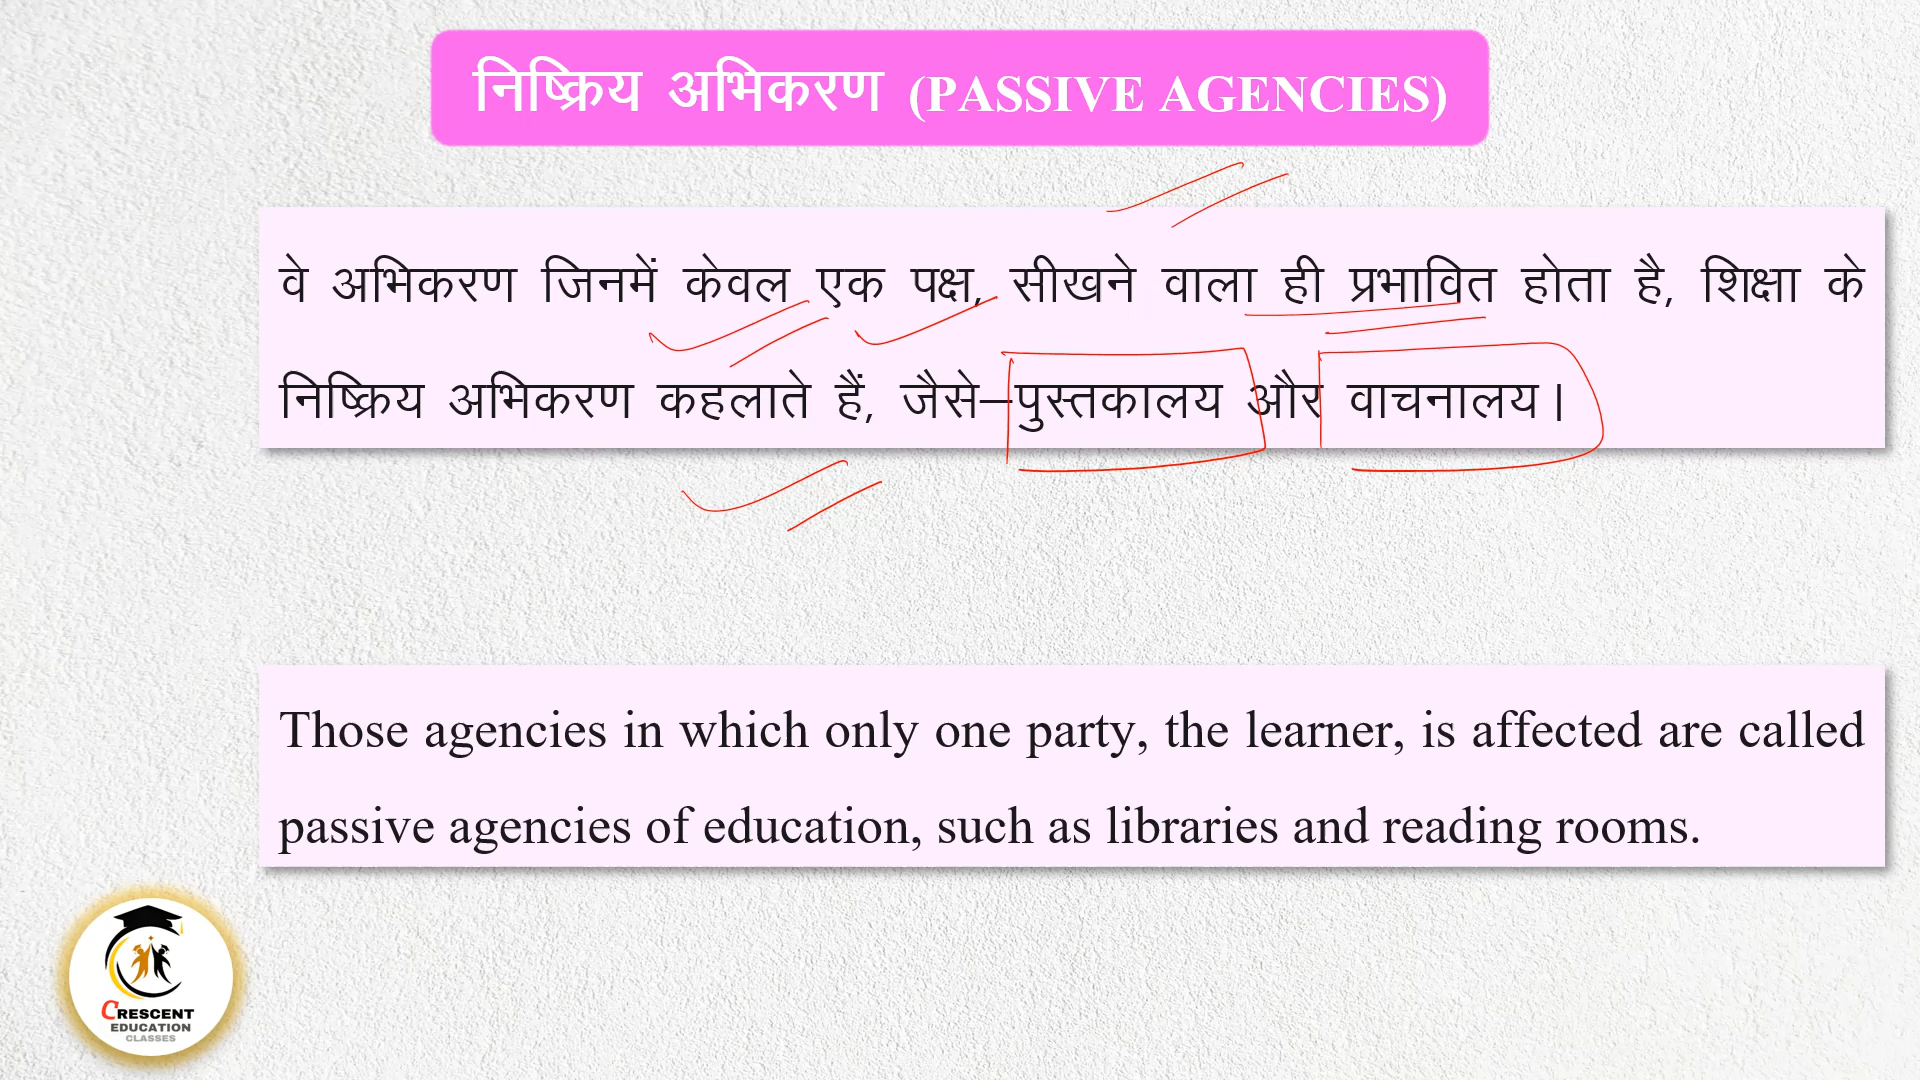 निष्क्रिय अभिकरण (PASSIVE AGENCIES)
वे अभिकरण जिनमें केवल एक पक्ष, सीखने वाला ही प्रभावित होता है, शिक्षा के
निष्क्रिय अभिकरण कहलाते हैं, जैसे–पुस्तकालय और वाचनालय।
Those agencies in which only one party, the learner, is affected are called
passive agencies of education, such as libraries and reading rooms.
CRESCENT
EDUCATION
CLASSES